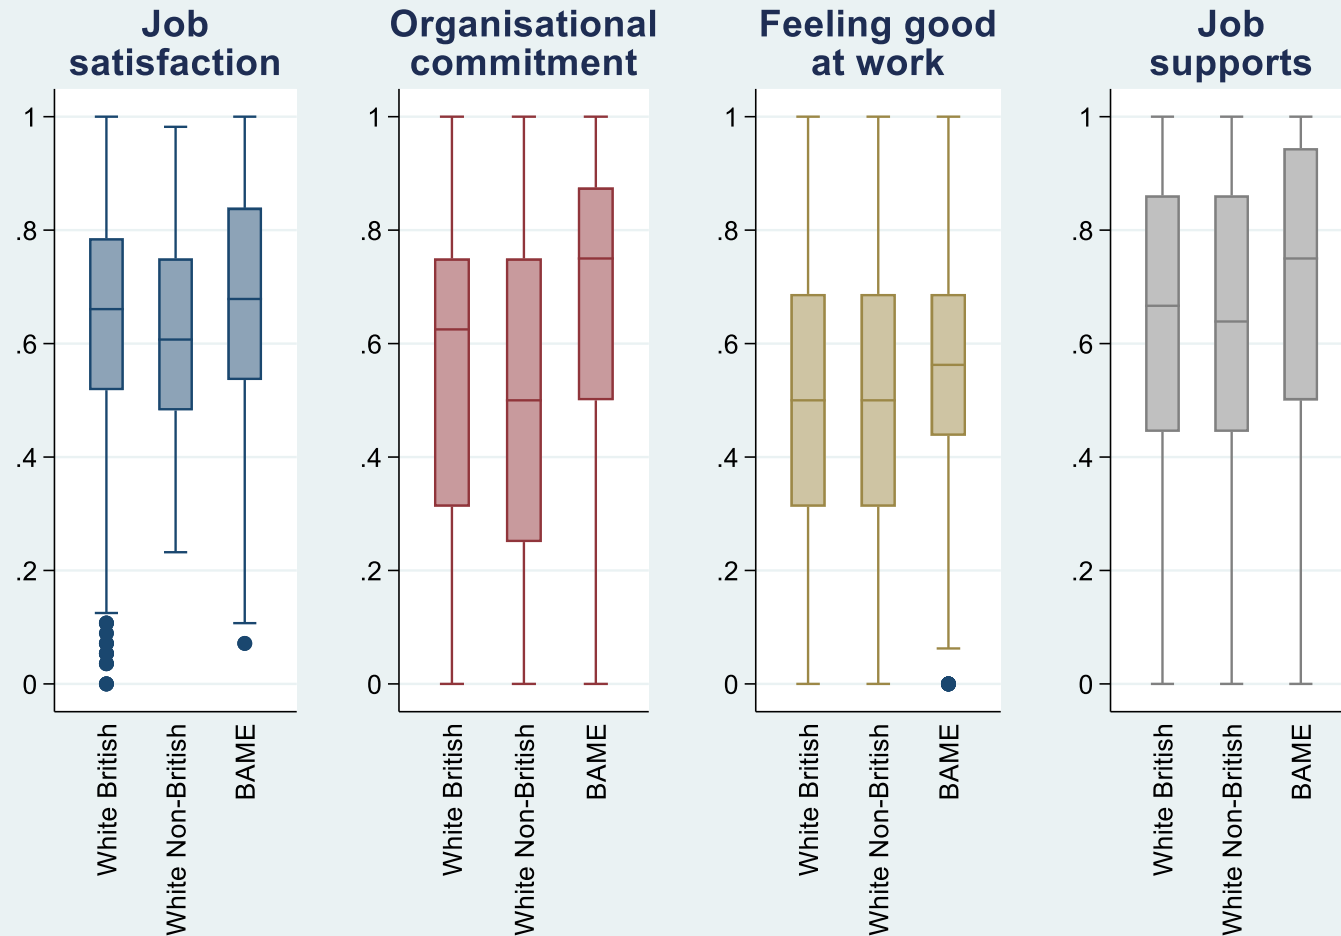 Job
satisfaction
Organisational
commitment
Feeling good
at work
Job
supports
1
.8
.6
.4
.2
0
White British
White Non-British
BAME
1
.8
.6
.4
.2
0
White British
White Non-British
BAME
1
.8
.6
.4
.2
0
White British
White Non-British
BAME
1
.8
.6
.4
.2
0
White British
White Non-British
BAME